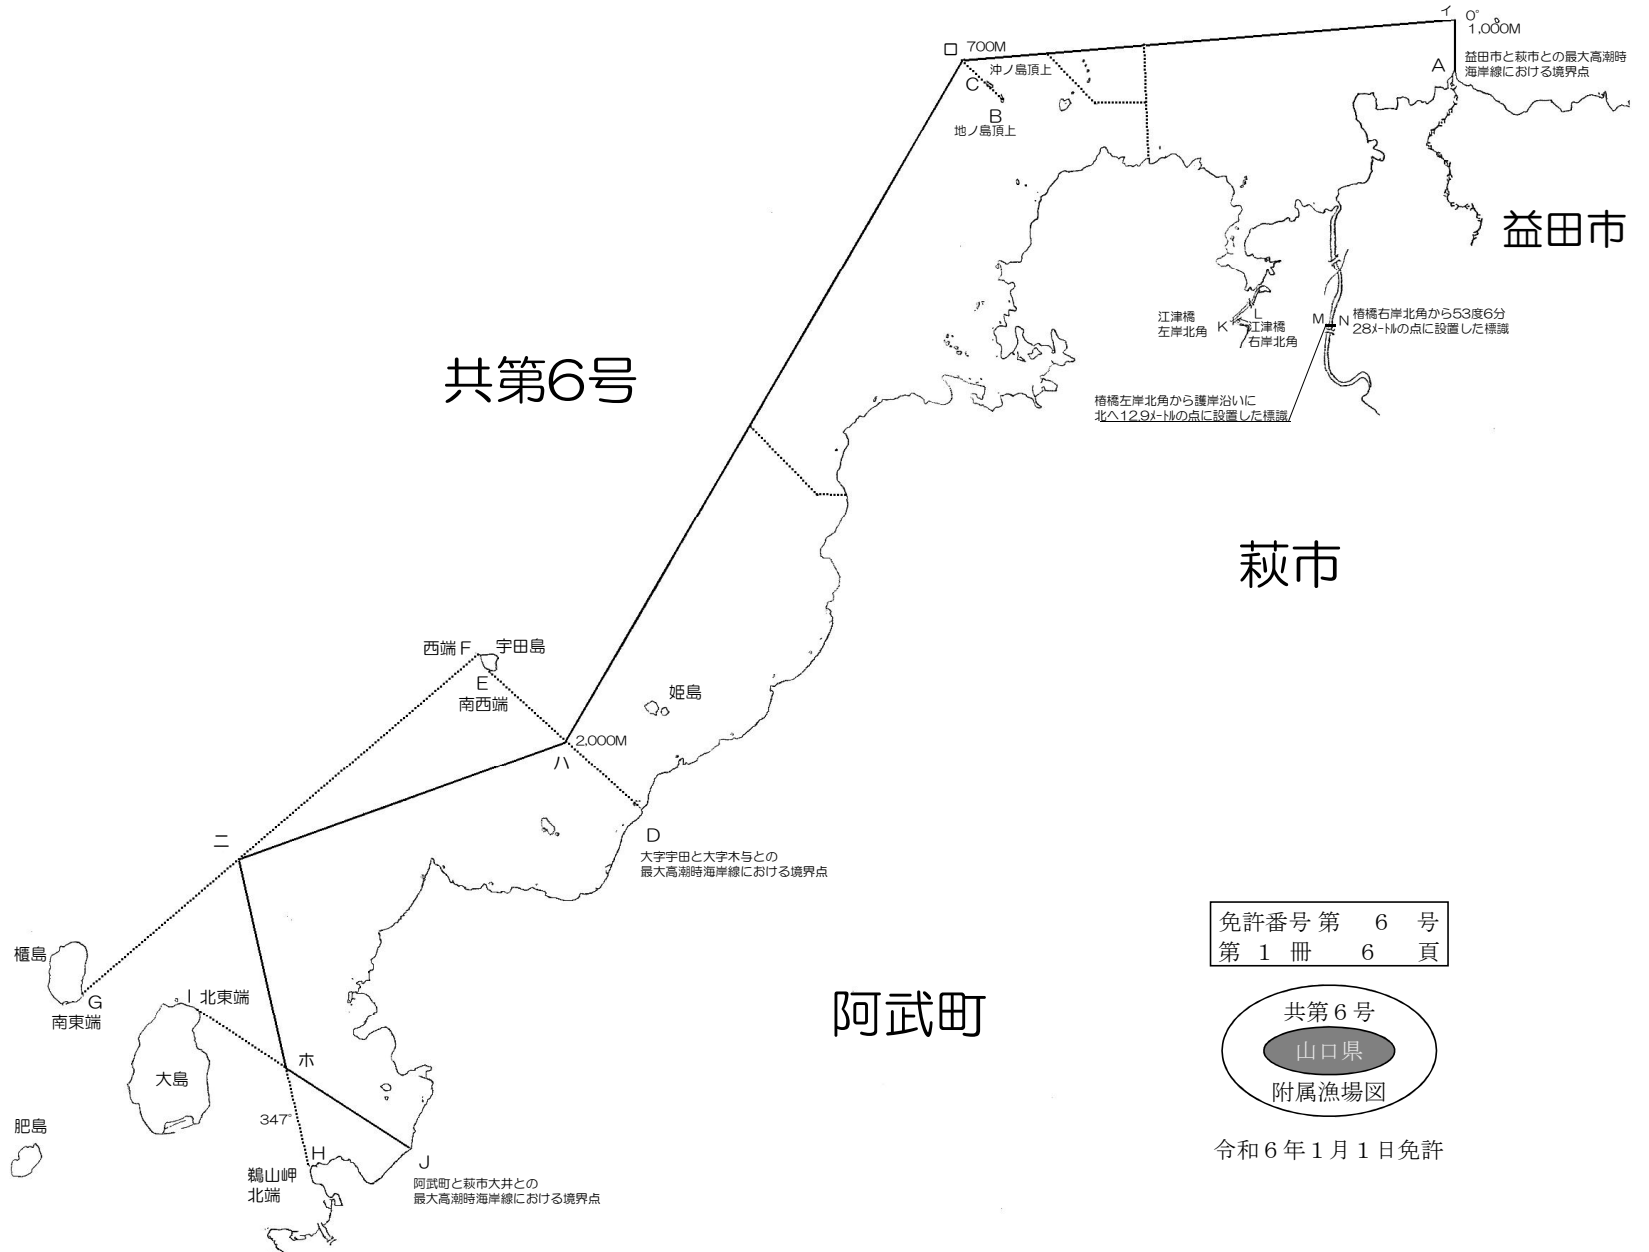 イ
0°
1,000M
ロ
700M
益田市と萩市との最大高潮時
海岸線における境界点
A
沖ノ島頂上
C
B
地ノ島頂上
益田市
江津橋
左岸北角
K
L
江津橋
右岸北角
M
N
椿橋右岸北角から53度6分
28メートルの点に設置した標識
共第6号
椿橋左岸北角から護岸沿いに
北へ12.9メートルの点に設置した標識
萩市
西端F
宇田島
E
南西端
姫島
2,000M
ハ
ニ
D
大字宇田と大字木与との
最大高潮時海岸線における境界点
免許番号 第 6 号
第 1 冊 6 頁
櫃島
G
南東端
I 北東端
阿武町
共第6号
山口県
附属漁場図
ホ
大島
347°
肥島
令和6年1月1日免許
H
J
鵜山岬
北端
阿武町と萩市大井との
最大高潮時海岸線における境界点